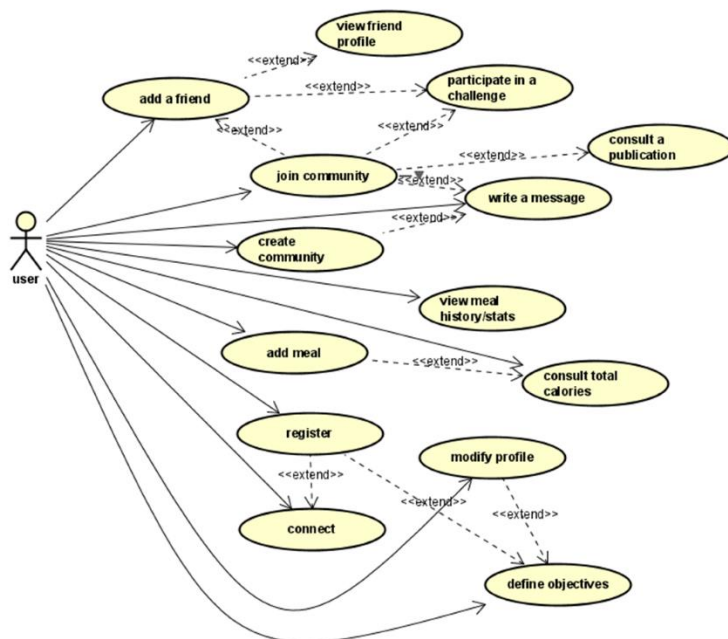 view friend
profile
<<extend>>
participate in a
challenge
<<extend>>
add a friend
<<extend>>
<<extend>>
consult a
publication
<<extend>>
join community
<<extend>>
write a message
<<extend>>
create
community
user
view meal
history/stats
add meal
<<extend>>
consult total
calories
register
modify profile
<<extend>>
<<extend>>
<<extend>>
connect
define objectives